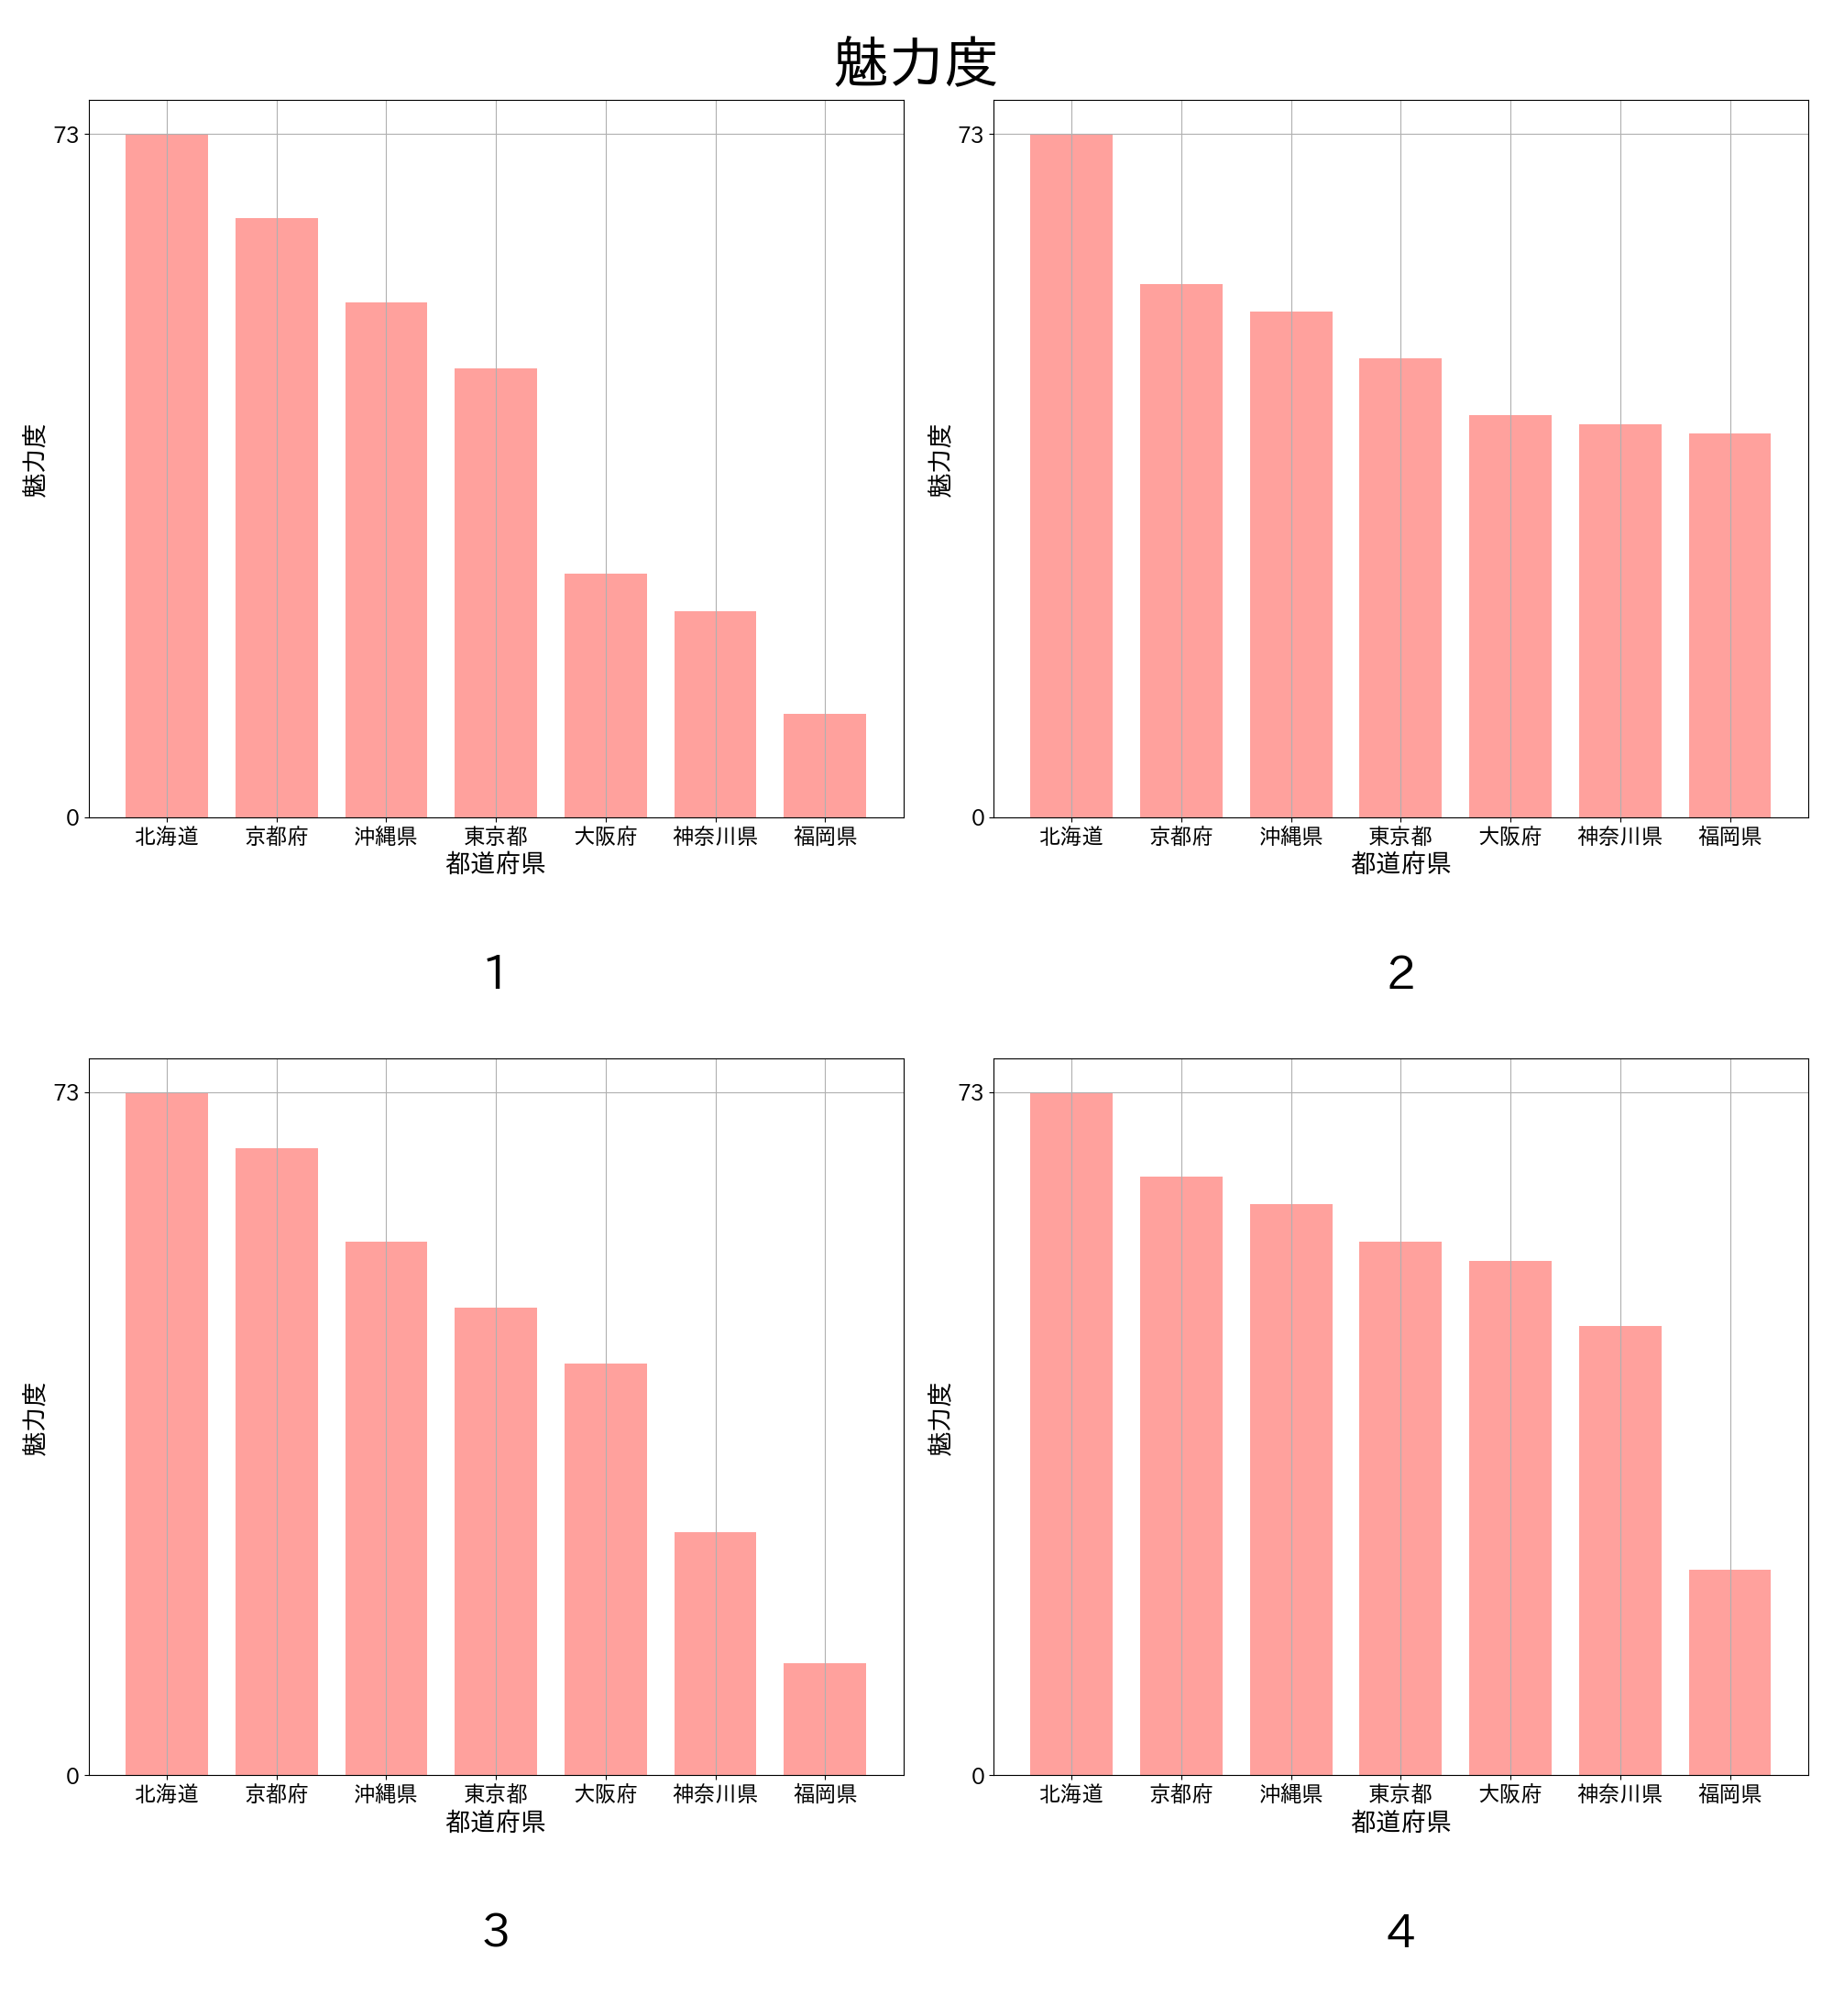 魅力度
73
魅力度
0
北海道 京都府 沖縄県 東京都 大阪府 神奈川県 福岡県
都道府県
1
73
魅力度
0
北海道 京都府 沖縄県 東京都 大阪府 神奈川県 福岡県
都道府県
2
73
魅力度
0
北海道 京都府 沖縄県 東京都 大阪府 神奈川県 福岡県
都道府県
3
73
魅力度
0
北海道 京都府 沖縄県 東京都 大阪府 神奈川県 福岡県
都道府県
4